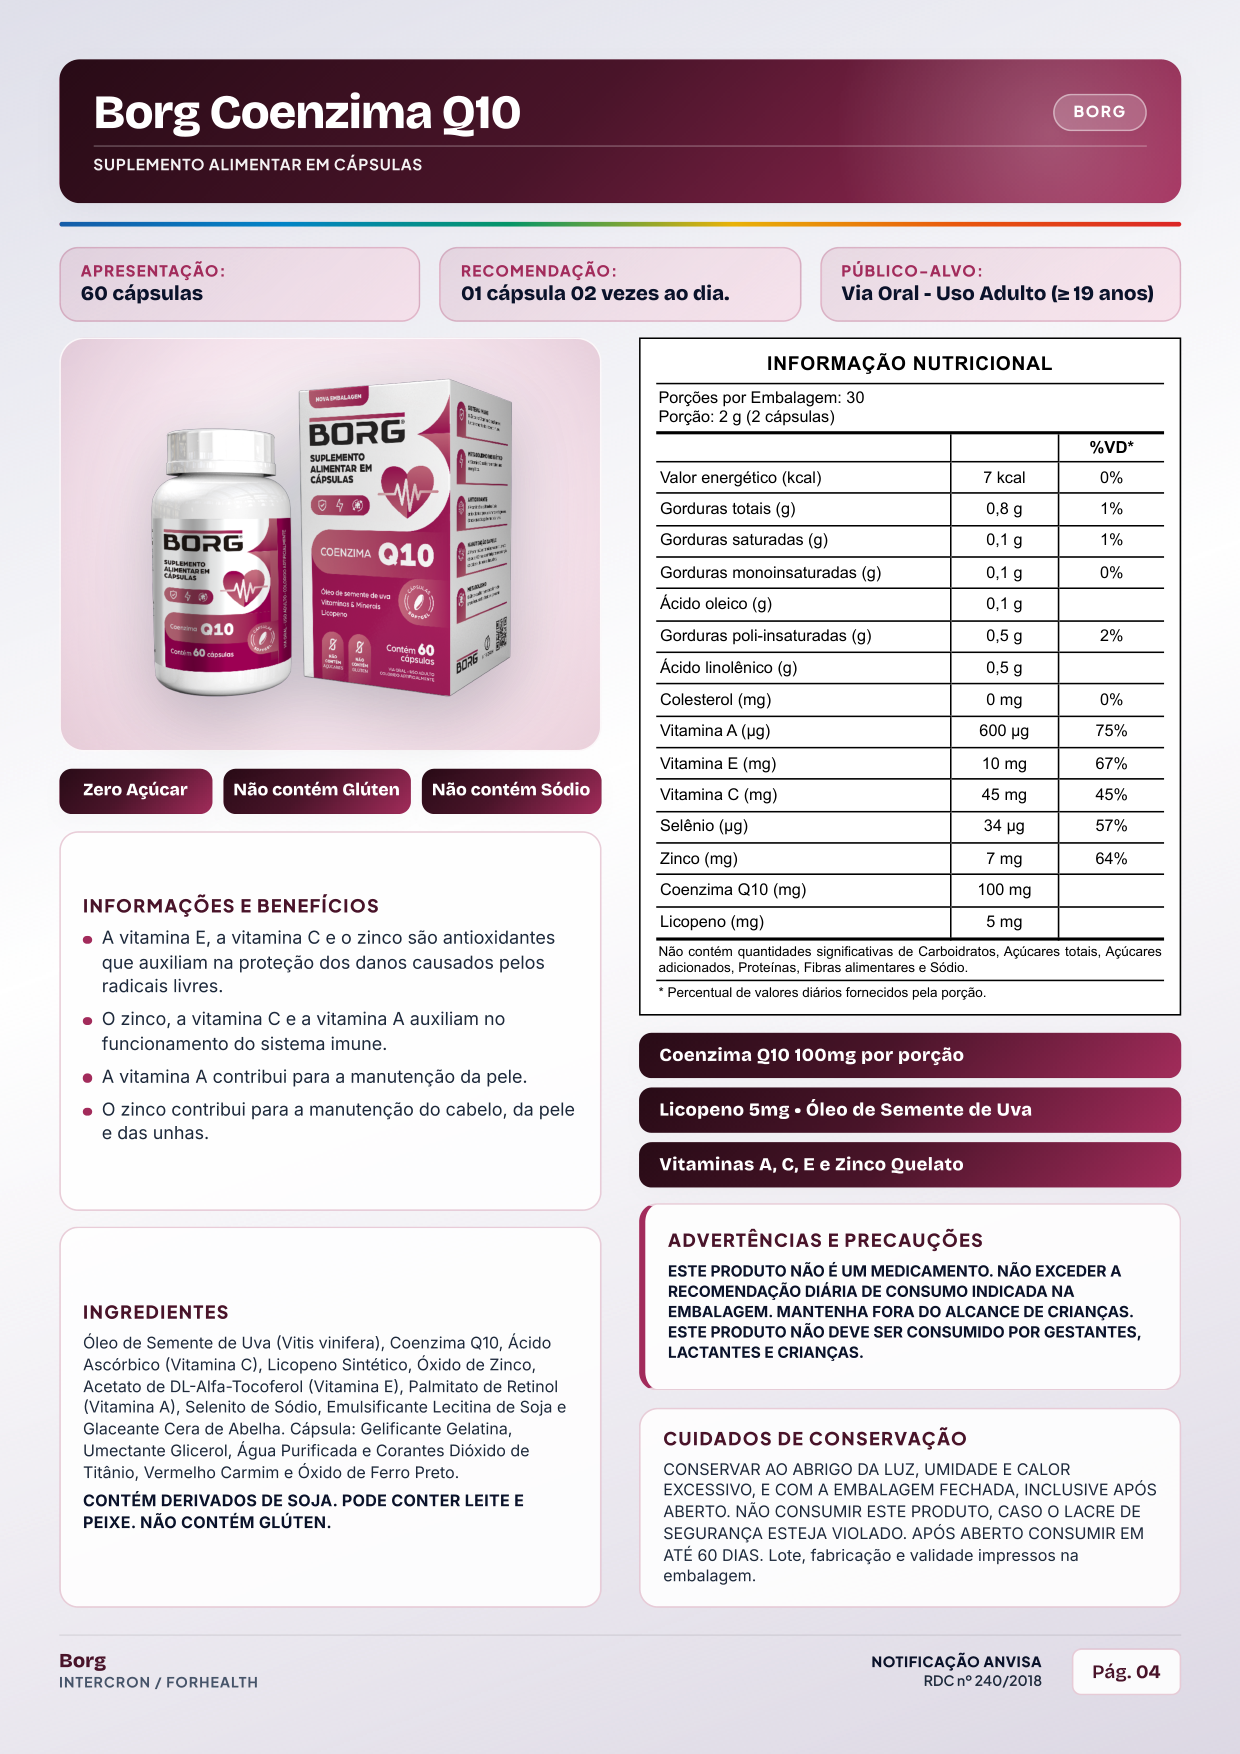 Borg Coenzima Q10
BORG
SUPLEMENTO ALIMENTAR EM CÁPSULAS
APRESENTAÇÃO:
60 cápsulas
RECOMENDAÇÃO:
01 cápsula 02 vezes ao dia.
PÚBLICO-ALVO:
Via Oral - Uso Adulto (≥ 19 anos)
NOVA EMBALAGEM
BORG
SUPLEMENTO
ALIMENTAR EM
CÁPSULAS
COENZIMA Q10
Óleo de semente de uva
Vitaminas & Minerais
Licopeno
CÁPSULAS
SOFTGEL
NÃO
CONTÉM
AÇÚCARES
NÃO
CONTÉM
GLÚTEN
Contém 60
cápsulas
VIA ORAL - USO ADULTO
COLORIDO ARTIFICIALMENTE
BORG
BORG
SUPLEMENTO
ALIMENTAR EM
CÁPSULAS
Coenzima Q10
Contém 60 cápsulas
Zero Açúcar
Não contém Glúten
Não contém Sódio
INFORMAÇÕES E BENEFÍCIOS
A vitamina E, a vitamina C e o zinco são antioxidantes
que auxiliam na proteção dos danos causados pelos
radicais livres.
O zinco, a vitamina C e a vitamina A auxiliam no
funcionamento do sistema imune.
A vitamina A contribui para a manutenção da pele.
O zinco contribui para a manutenção do cabelo, da pele
e das unhas.
INGREDIENTES
Óleo de Semente de Uva (Vitis vinifera), Coenzima Q10, Ácido
Ascórbico (Vitamina C), Licopeno Sintético, Óxido de Zinco,
Acetato de DL-Alfa-Tocoferol (Vitamina E), Palmitato de Retinol
(Vitamina A), Selenito de Sódio, Emulsificante Lecitina de Soja e
Glaceante Cera de Abelha. Cápsula: Gelificante Gelatina,
Umectante Glicerol, Água Purificada e Corantes Dióxido de
Titânio, Vermelho Carmim e Óxido de Ferro Preto.
CONTÉM DERIVADOS DE SOJA. PODE CONTER LEITE E
PEIXE. NÃO CONTÉM GLÚTEN.
INFORMAÇÃO NUTRICIONAL
Porções por Embalagem: 30
Porção: 2 g (2 cápsulas)
%VD*
Valor energético (kcal) 7 kcal 0%
Gorduras totais (g) 0,8 g 1%
Gorduras saturadas (g) 0,1 g 1%
Gorduras monoinsaturadas (g) 0,1 g 0%
Ácido oleico (g) 0,1 g
Gorduras poli-insaturadas (g) 0,5 g 2%
Ácido linolênico (g) 0,5 g
Colesterol (mg) 0 mg 0%
Vitamina A (µg) 600 µg 75%
Vitamina E (mg) 10 mg 67%
Vitamina C (mg) 45 mg 45%
Selênio (µg) 34 µg 57%
Zinco (mg) 7 mg 64%
Coenzima Q10 (mg) 100 mg
Licopeno (mg) 5 mg
Não contém quantidades significativas de Carboidratos, Açúcares totais, Açúcares
adicionados, Proteínas, Fibras alimentares e Sódio.
* Percentual de valores diários fornecidos pela porção.
Coenzima Q10 100mg por porção
Licopeno 5mg • Óleo de Semente de Uva
Vitaminas A, C, E e Zinco Quelato
ADVERTÊNCIAS E PRECAUÇÕES
ESTE PRODUTO NÃO É UM MEDICAMENTO. NÃO EXCEDER A
RECOMENDAÇÃO DIÁRIA DE CONSUMO INDICADA NA
EMBALAGEM. MANTENHA FORA DO ALCANCE DE CRIANÇAS.
ESTE PRODUTO NÃO DEVE SER CONSUMIDO POR GESTANTES,
LACTANTES E CRIANÇAS.
CUIDADOS DE CONSERVAÇÃO
CONSERVAR AO ABRIGO DA LUZ, UMIDADE E CALOR
EXCESSIVO, E COM A EMBALAGEM FECHADA, INCLUSIVE APÓS
ABERTO. NÃO CONSUMIR ESTE PRODUTO, CASO O LACRE DE
SEGURANÇA ESTEJA VIOLADO. APÓS ABERTO CONSUMIR EM
ATÉ 60 DIAS. Lote, fabricação e validade impressos na
embalagem.
Borg
INTERCRON / FORHEALTH
NOTIFICAÇÃO ANVISA
RDC nº 240/2018
Pág. 04